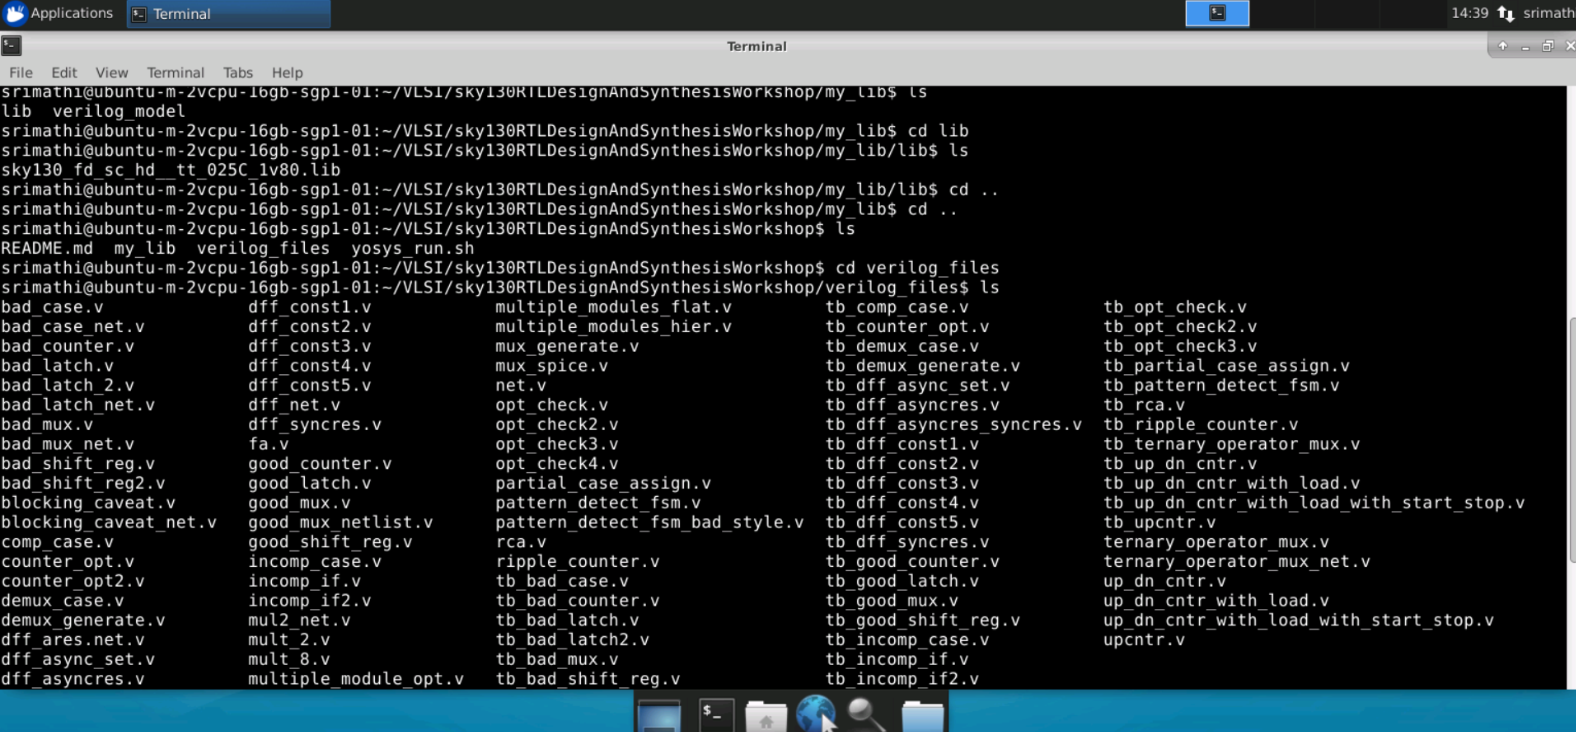 Applications Terminal 14:39 srimath
Terminal
File Edit View Terminal Tabs Help
srimathi@ubuntu-m-2vcpu-16gb-sgp1-01:~/VLSI/sky130RTLDesignAndSynthesisWorkshop/my_lib$ ls
lib verilog_model
srimathi@ubuntu-m-2vcpu-16gb-sgp1-01:~/VLSI/sky130RTLDesignAndSynthesisWorkshop/my_lib$ cd lib
srimathi@ubuntu-m-2vcpu-16gb-sgp1-01:~/VLSI/sky130RTLDesignAndSynthesisWorkshop/my_lib/lib$ ls
sky130_fd_sc_hd__tt_025C_1v80.lib
srimathi@ubuntu-m-2vcpu-16gb-sgp1-01:~/VLSI/sky130RTLDesignAndSynthesisWorkshop/my_lib/lib$ cd ..
srimathi@ubuntu-m-2vcpu-16gb-sgp1-01:~/VLSI/sky130RTLDesignAndSynthesisWorkshop/my_lib$ cd ..
srimathi@ubuntu-m-2vcpu-16gb-sgp1-01:~/VLSI/sky130RTLDesignAndSynthesisWorkshop$ ls
README.md my_lib verilog_files yosys_run.sh
srimathi@ubuntu-m-2vcpu-16gb-sgp1-01:~/VLSI/sky130RTLDesignAndSynthesisWorkshop$ cd verilog_files
srimathi@ubuntu-m-2vcpu-16gb-sgp1-01:~/VLSI/sky130RTLDesignAndSynthesisWorkshop/verilog_files$ ls
bad_case.v dff_const1.v multiple_modules_flat.v tb_comp_case.v tb_opt_check.v
bad_case_net.v dff_const2.v multiple_modules_hier.v tb_counter_opt.v tb_opt_check2.v
bad_counter.v dff_const3.v mux_generate.v tb_demux_case.v tb_opt_check3.v
bad_latch.v dff_const4.v mux_spice.v tb_demux_generate.v tb_partial_case_assign.v
bad_latch_2.v dff_const5.v net.v tb_dff_async_set.v tb_pattern_detect_fsm.v
bad_latch_net.v dff_net.v opt_check.v tb_dff_asyncres.v tb_rca.v
bad_mux.v dff_syncres.v opt_check2.v tb_dff_asyncres_syncres.v tb_ripple_counter.v
bad_mux_net.v fa.v opt_check3.v tb_dff_const1.v tb_ternary_operator_mux.v
bad_shift_reg.v good_counter.v opt_check4.v tb_dff_const2.v tb_up_dn_cntr.v
bad_shift_reg2.v good_latch.v partial_case_assign.v tb_dff_const3.v tb_up_dn_cntr_with_load.v
blocking_caveat.v good_mux.v pattern_detect_fsm.v tb_dff_const4.v tb_up_dn_cntr_with_load_with_start_stop.v
blocking_caveat_net.v good_mux_netlist.v pattern_detect_fsm_bad_style.v tb_dff_const5.v tb_upcntr.v
comp_case.v good_shift_reg.v rca.v tb_dff_syncres.v ternary_operator_mux.v
counter_opt.v incomp_case.v ripple_counter.v tb_good_counter.v ternary_operator_mux_net.v
counter_opt2.v incomp_if.v tb_bad_case.v tb_good_latch.v up_dn_cntr.v
demux_case.v incomp_if2.v tb_bad_counter.v tb_good_mux.v up_dn_cntr_with_load.v
demux_generate.v mul2_net.v tb_bad_latch.v tb_good_shift_reg.v up_dn_cntr_with_load_with_start_stop.v
dff_ares.net.v mult_2.v tb_bad_latch2.v tb_incomp_case.v upcntr.v
dff_async_set.v mult_8.v tb_bad_mux.v tb_incomp_if.v
dff_asyncres.v multiple_module_opt.v tb_bad_shift_reg.v tb_incomp_if2.v